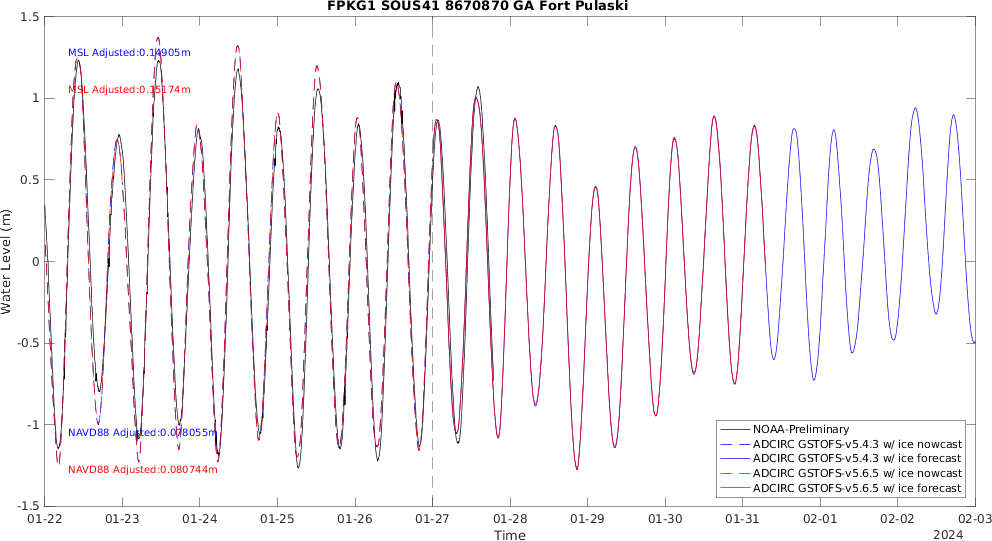 FPKG1 SOUS41 8670870 GA Fort Pulaski
1.5
1
0.5
0
-0.5
-1
-1.5
Water Level (m)
MSL Adjusted:0.14905m
MSL Adjusted:0.15174m
NAVD88 Adjusted:0.078055m
NAVD88 Adjusted:0.080744m
NOAA-Preliminary
ADCIRC GSTOFS-v5.4.3 w/ ice nowcast
ADCIRC GSTOFS-v5.4.3 w/ ice forecast
ADCIRC GSTOFS-v5.6.5 w/ ice nowcast
ADCIRC GSTOFS-v5.6.5 w/ ice forecast
01-22 01-23 01-24 01-25 01-26 01-27 01-28 01-29 01-30 01-31 02-01 02-02 02-03
Time
2024